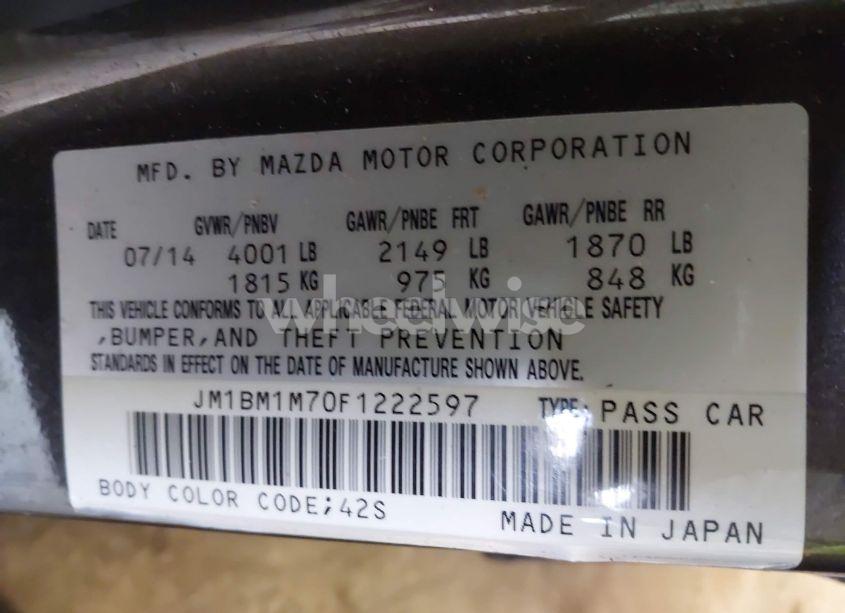 MFD. BY MAZDA MOTOR CORPORATION
DATE GVWR/PNBV GAWR/PNBE FRT GAWR/PNBE RR
07/14 4001 LB 2149 LB 1870 LB
1815 KG 975 KG 848 KG
THIS VEHICLE CONFORMS TO ALL APPLICABLE FEDERAL MOTOR VEHICLE SAFETY
,BUMPER,AND THEFT PREVENTION
STANDARDS IN EFFECT ON THE DATE OF MANUFACTURE SHOWN ABOVE.
wheelwise
JM1BM1M70F1222597 TYPE: PASS CAR
BODY COLOR CODE;42S
MADE IN JAPAN